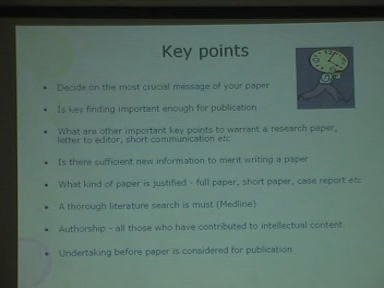 Key points
• Decide on the most crucial message of your paper
• Is key finding important enough for publication
• What are other important key points to warrant a research paper,
letter to editor, short communication etc
• Is there sufficient new information to merit writing a paper
• What kind of paper is justified - full paper, short paper, case report etc
• A thorough literature search is must (Medline)
• Authorship - all those who have contributed to intellectual content
• Undertaking before paper is considered for publication